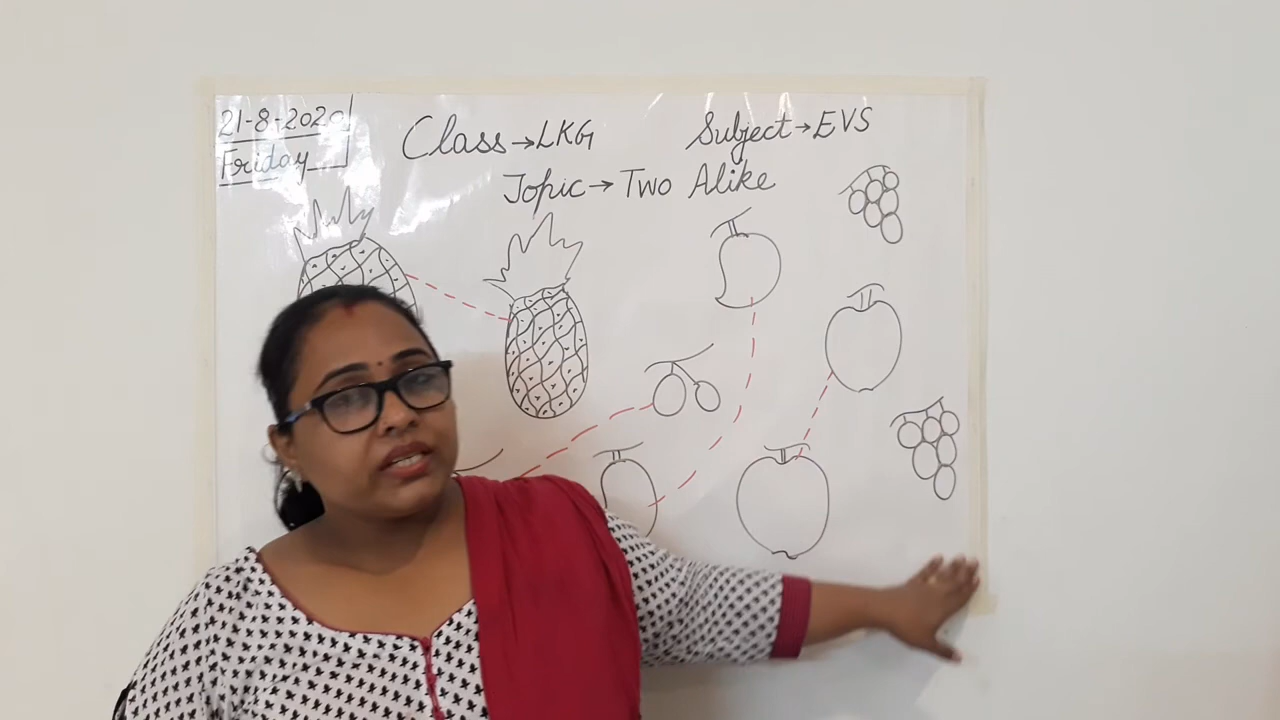 21-8-2020
Friday
Class→LKG
Subject→EVS
Topic→Two Alike